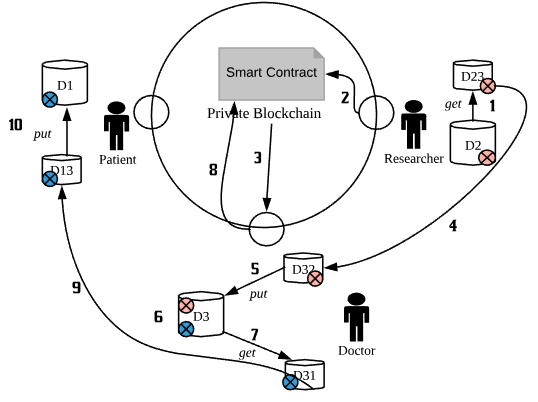 D1
D23
Smart Contract
get
1
2
10
put
Private Blockchain
D2
Patient
Researcher
3
D13
8
4
D32
5
put
9
6
D3
7
get
Doctor
D31